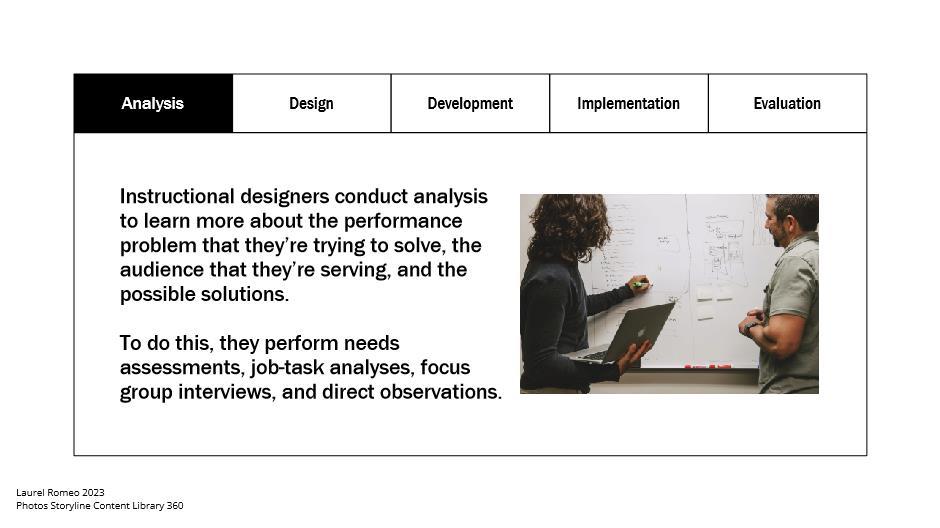 Analysis
Design
Development
Implementation
Evaluation
Instructional designers conduct analysis
to learn more about the performance
problem that they’re trying to solve, the
audience that they’re serving, and the
possible solutions.
To do this, they perform needs
assessments, job-task analyses, focus
group interviews, and direct observations.
Laurel Romeo 2023
Photos Storyline Content Library 360